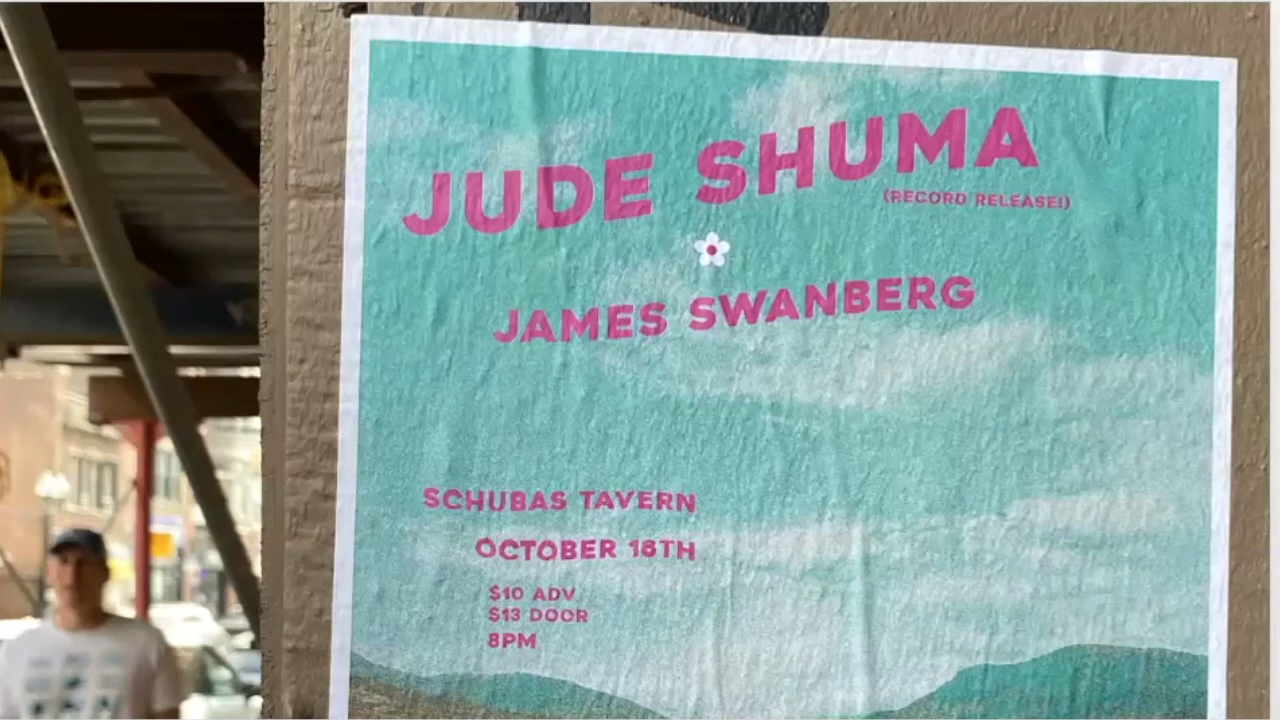 JUDE SHUMA
(RECORD RELEASE!)
JAMES SWANBERG
SCHUBAS TAVERN
OCTOBER 18TH
$10 ADV
$13 DOOR
8PM